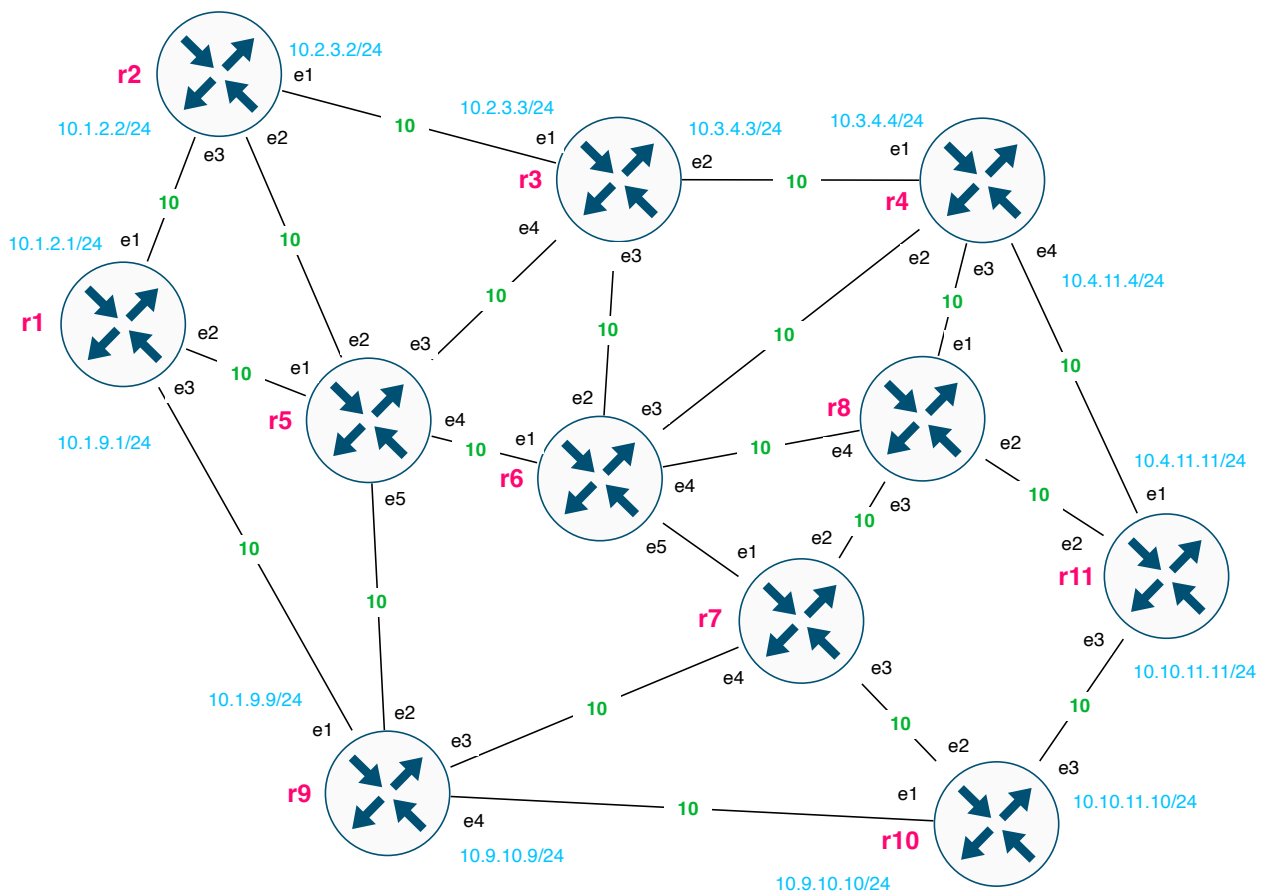 10.2.3.2/24
r2
e1
10.2.3.3/24
10.3.4.4/24
10.1.2.2/24
10
10.3.4.3/24
e3
e2
e1
e2
e1
r3
10
r4
10
e4
10.1.2.1/24
e1
10
e3
e2
e3
e4
10.4.11.4/24
r1
e2
10
10
10
e3
e2
e3
10
10
e1
10
e1
r5
e2
e3
r8
10.1.9.1/24
e4
10
e1
r6
10
e4
e2
10.4.11.11/24
e5
e4
10
e1
10
e5
e1
e2
10
e3
e2
r11
10
r7
e3
10.10.11.11/24
10.1.9.9/24
e4
e3
10
10
e1
e2
e3
10
e2
r9
e4
10
e1
e3
10.10.11.10/24
r10
10.9.10.9/24
10.9.10.10/24